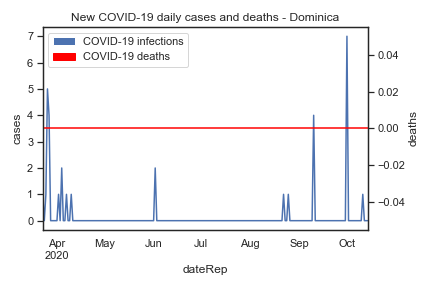 New COVID-19 daily cases and deaths - Dominica
COVID-19 infections
COVID-19 deaths
7
6
5
4
3
2
1
0
cases
0.04
0.02
0.00
−0.02
−0.04
deaths
Apr May Jun Jul Aug Sep Oct
2020
dateRep